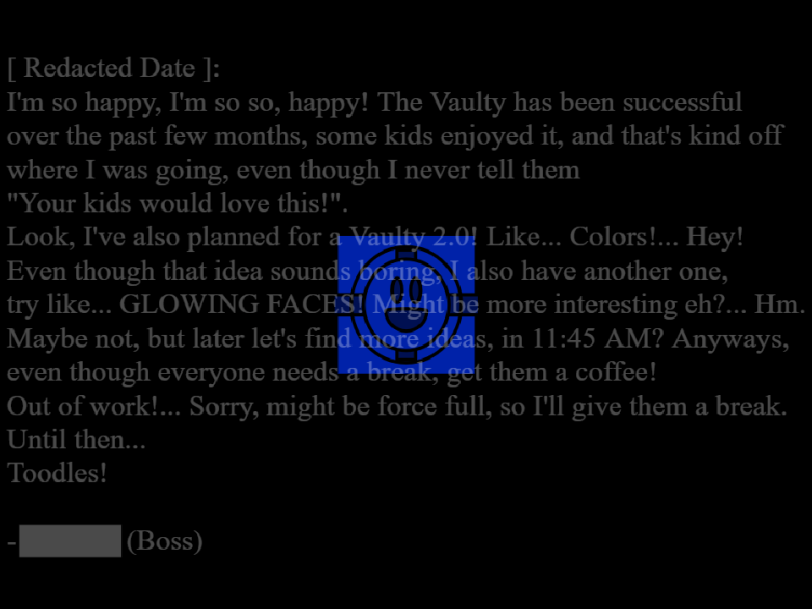 [ Redacted Date ]:
I'm so happy, I'm so so, happy! The Vaulty has been successful
over the past few months, some kids enjoyed it, and that's kind off
where I was going, even though I never tell them
"Your kids would love this!".
Look, I've also planned for a Vaulty 2.0! Like... Colors!... Hey!
Even though that idea sounds boring, I also have another one,
try like... GLOWING FACES! Might be more interesting eh?... Hm.
Maybe not, but later let's find more ideas, in 11:45 AM? Anyways,
even though everyone needs a break, get them a coffee!
Out of work!... Sorry, might be force full, so I'll give them a break.
Until then...
Toodles!
- (Boss)